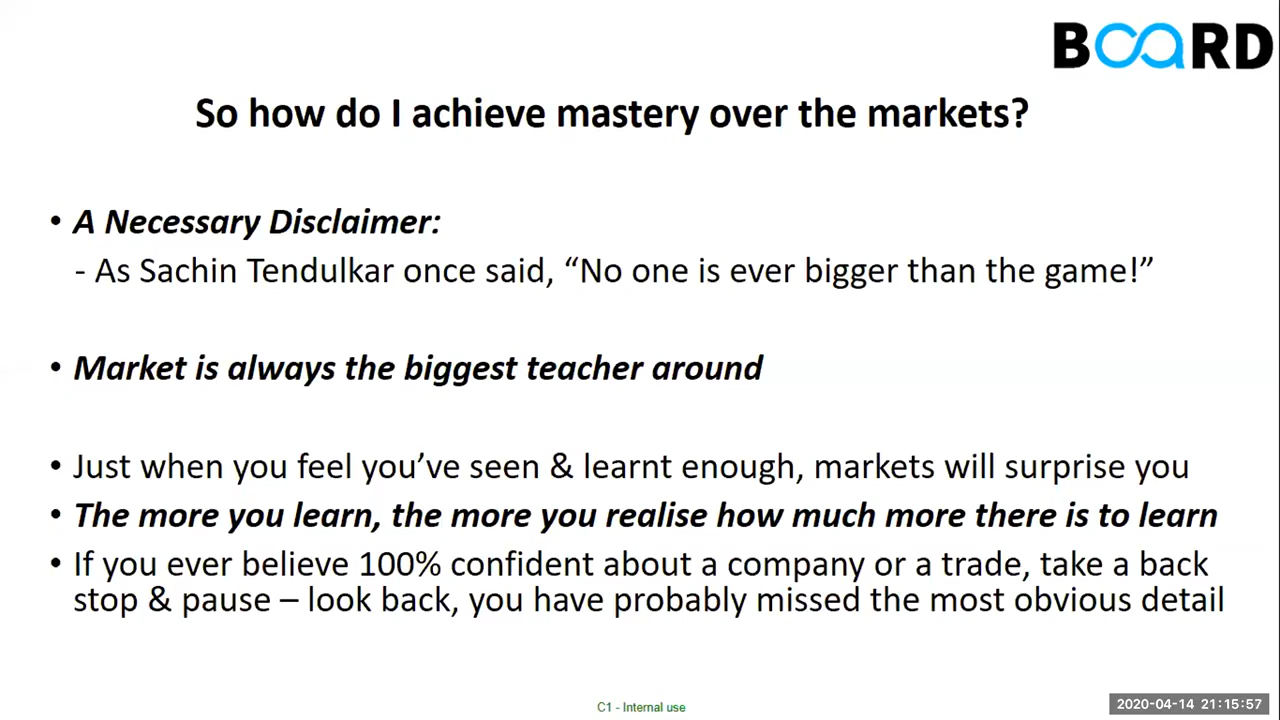 BOARD
So how do I achieve mastery over the markets?
• A Necessary Disclaimer:
- As Sachin Tendulkar once said, “No one is ever bigger than the game!”
• Market is always the biggest teacher around
• Just when you feel you’ve seen & learnt enough, markets will surprise you
• The more you learn, the more you realise how much more there is to learn
• If you ever believe 100% confident about a company or a trade, take a back
stop & pause – look back, you have probably missed the most obvious detail
C1 - Internal use
2020-04-14 21:15:57